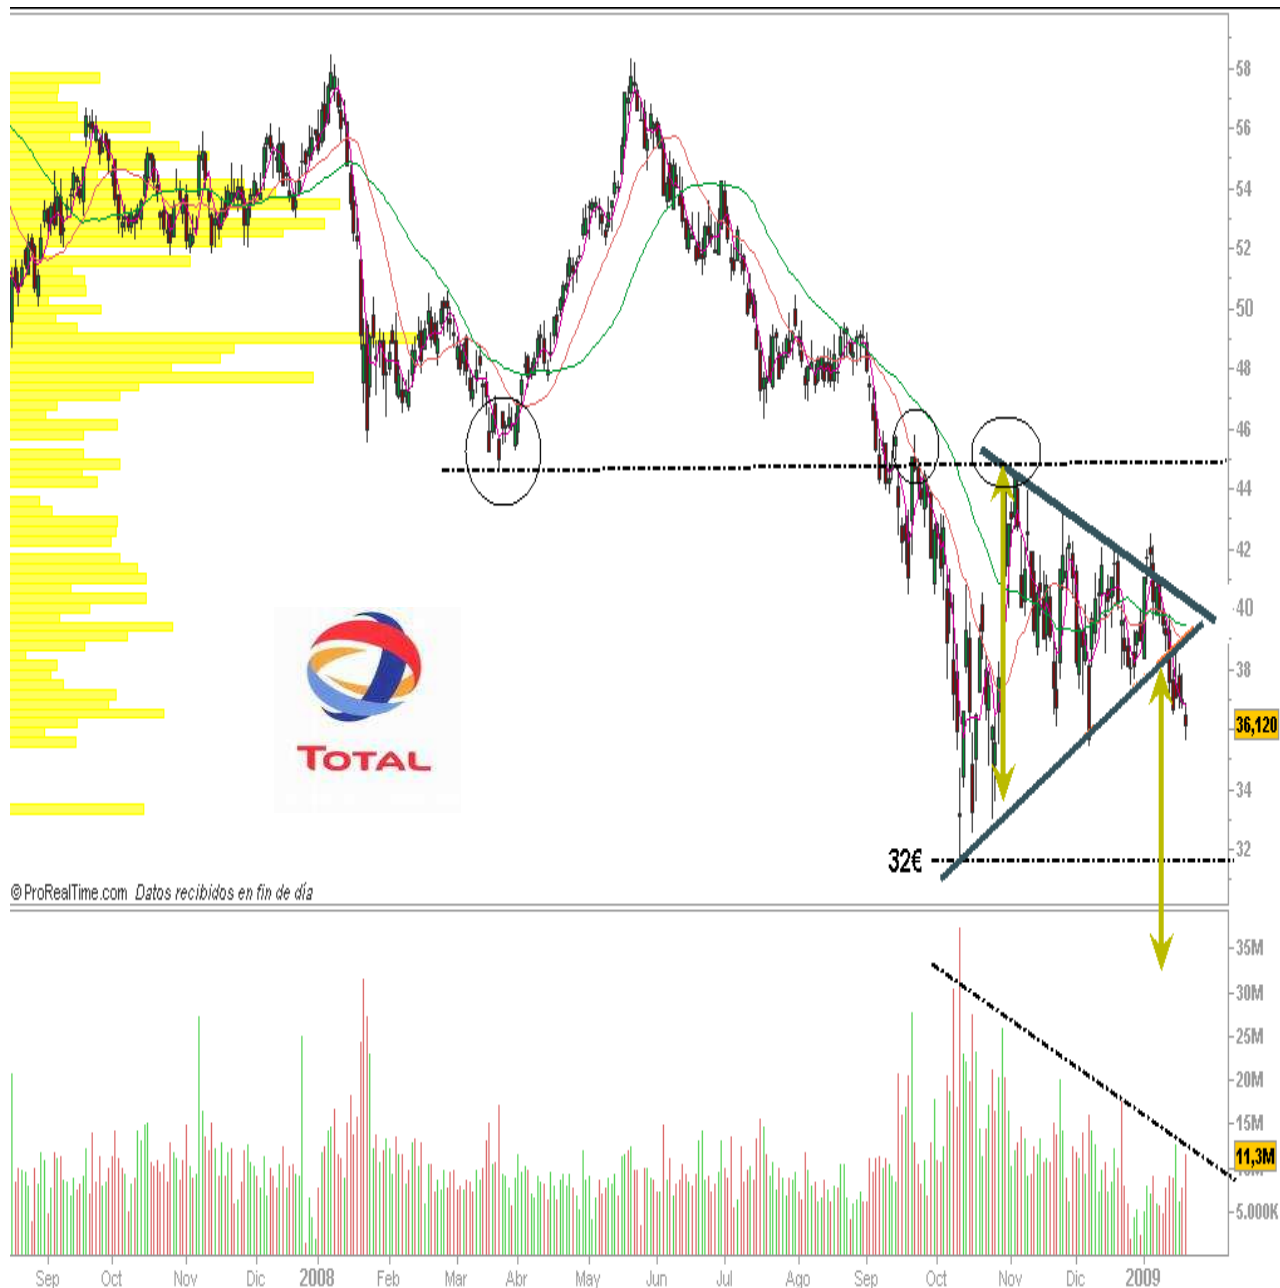 58
56
54
52
50
48
46
44
42
40
38
36,120
34
32
TOTAL
32€
© ProRealTime.com Datos recibidos en fin de día
35M
30M
25M
20M
15M
11,3M
5.000K
Sep Oct Nov Dic 2008 Feb Mar Abr May Jun Jul Ago Sep Oct Nov Dic 2009